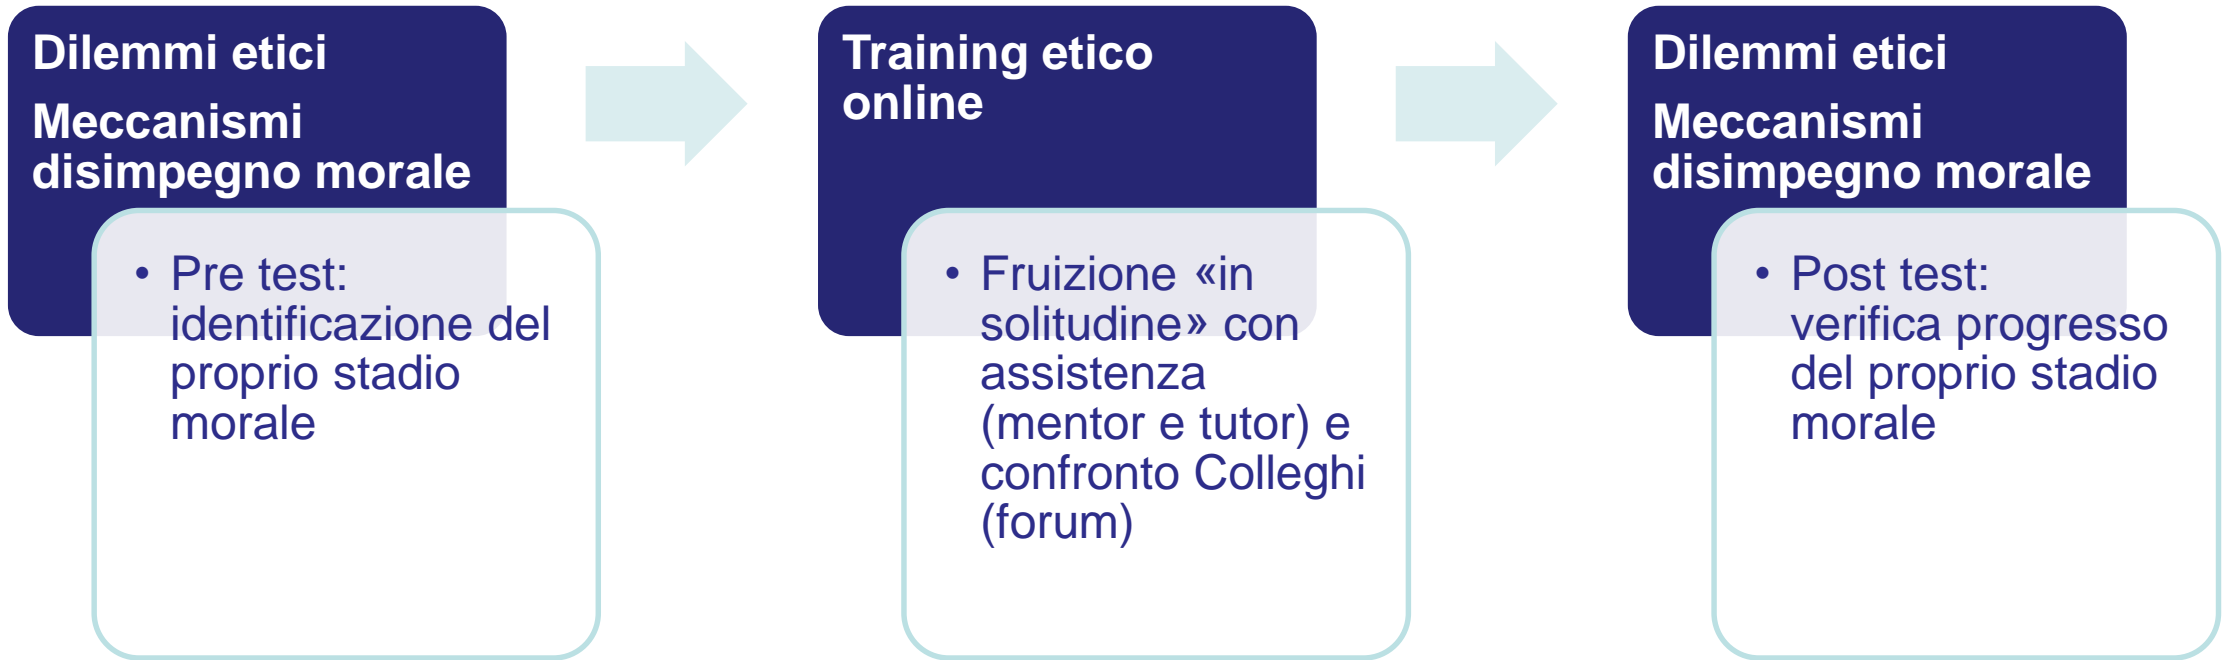 Dilemmi etici
Meccanismi
disimpegno morale
• Pre test:
identificazione del
proprio stadio
morale
Training etico
online
• Fruizione «in
solitudine» con
assistenza
(mentor e tutor) e
confronto Colleghi
(forum)
Dilemmi etici
Meccanismi
disimpegno morale
• Post test:
verifica progresso
del proprio stadio
morale